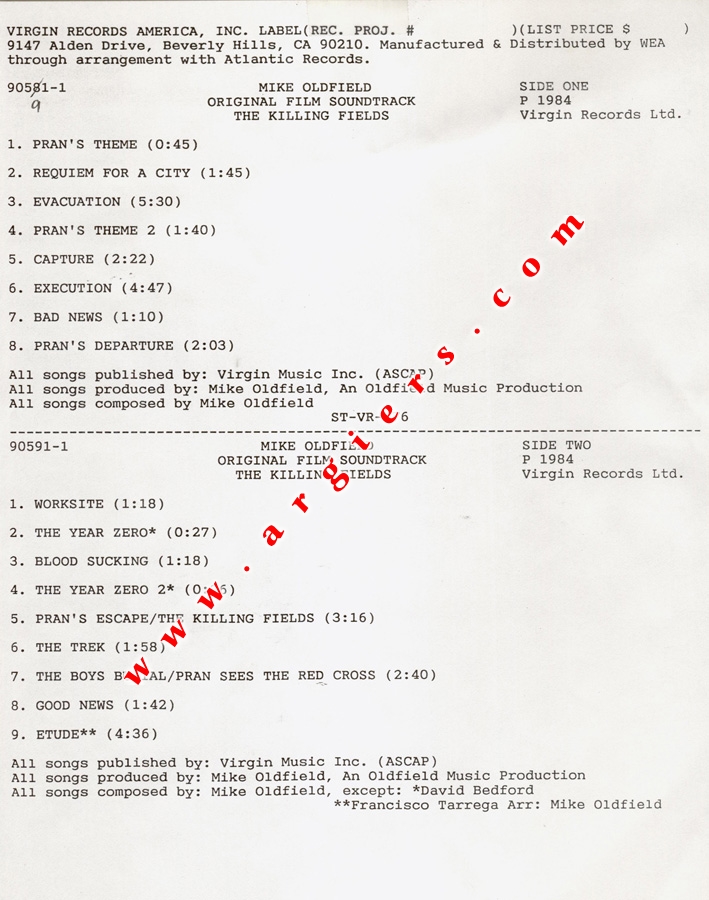 VIRGIN RECORDS AMERICA, INC. LABEL(REC. PROJ. # )(LIST PRICE $ )
9147 Alden Drive, Beverly Hills, CA 90210. Manufactured & Distributed by WEA
through arrangement with Atlantic Records.
90581-1 MIKE OLDFIELD SIDE ONE
9 ORIGINAL FILM SOUNDTRACK P 1984
THE KILLING FIELDS Virgin Records Ltd.
1. PRAN'S THEME (0:45)
2. REQUIEM FOR A CITY (1:45)
3. EVACUATION (5:30)
4. PRAN'S THEME 2 (1:40)
5. CAPTURE (2:22)
6. EXECUTION (4:47)
7. BAD NEWS (1:10)
8. PRAN'S DEPARTURE (2:03)
All songs published by: Virgin Music Inc. (ASCAP)
All songs produced by: Mike Oldfield, An Oldfield Music Production
All songs composed by Mike Oldfield
90591-1 MIKE OLDFIELD SIDE TWO
ORIGINAL FILM SOUNDTRACK P 1984
THE KILLING FIELDS Virgin Records Ltd.
1. WORKSITE (1:18)
2. THE YEAR ZERO* (0:27)
3. BLOOD SUCKING (1:18)
4. THE YEAR ZERO 2*
5. PRAN'S ESCAPE/THE KILLING FIELDS (3:16)
6. THE TREK (1:58)
7. THE BOYS BURIAL/PRAN SEES THE RED CROSS (2:40)
8. GOOD NEWS (1:42)
9. ETUDE** (4:36)
All songs published by: Virgin Music Inc. (ASCAP)
All songs produced by: Mike Oldfield, An Oldfield Music Production
All songs composed by: Mike Oldfield, except: *David Bedford
**Francisco Tarrega Arr: Mike Oldfield
www.argiers.com